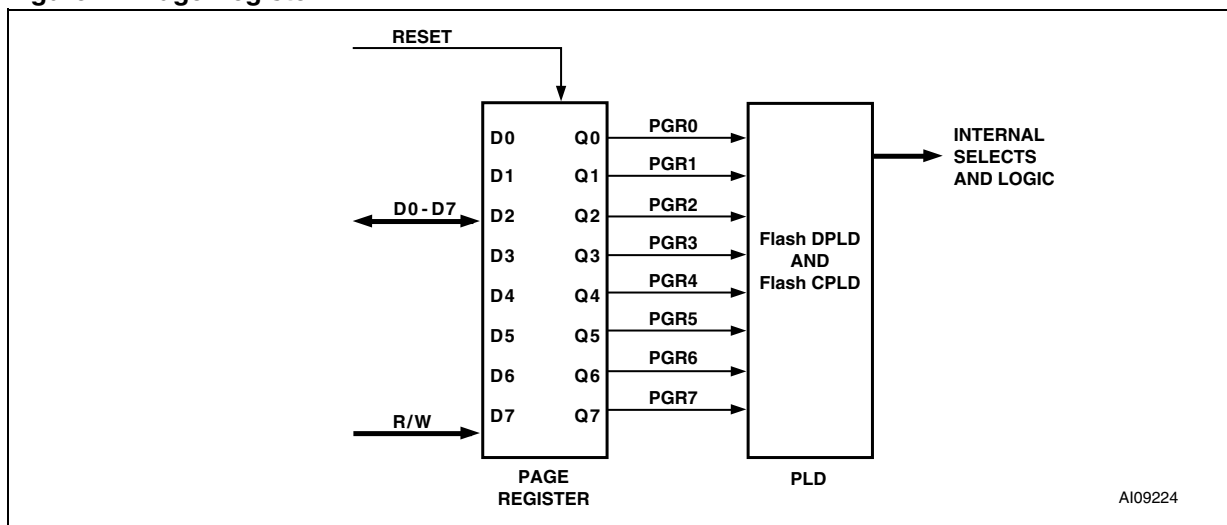 RESET
D0 Q0 PGR0
D1 Q1 PGR1
D0-D7 D2 Q2 PGR2
D3 Q3 PGR3
D4 Q4 PGR4
D5 Q5 PGR5
D6 Q6 PGR6
R/W D7 Q7 PGR7
PAGE
REGISTER
Flash DPLD
AND
Flash CPLD
PLD
INTERNAL
SELECTS
AND LOGIC
AI09224